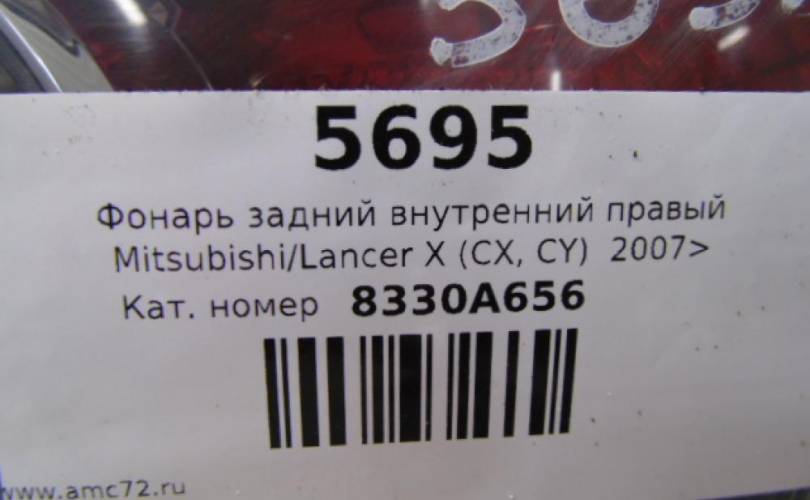 5695
Фонарь задний внутренний правый
Mitsubishi/Lancer X (CX, CY) 2007>
Кат. номер 8330A656
www.amc72.ru